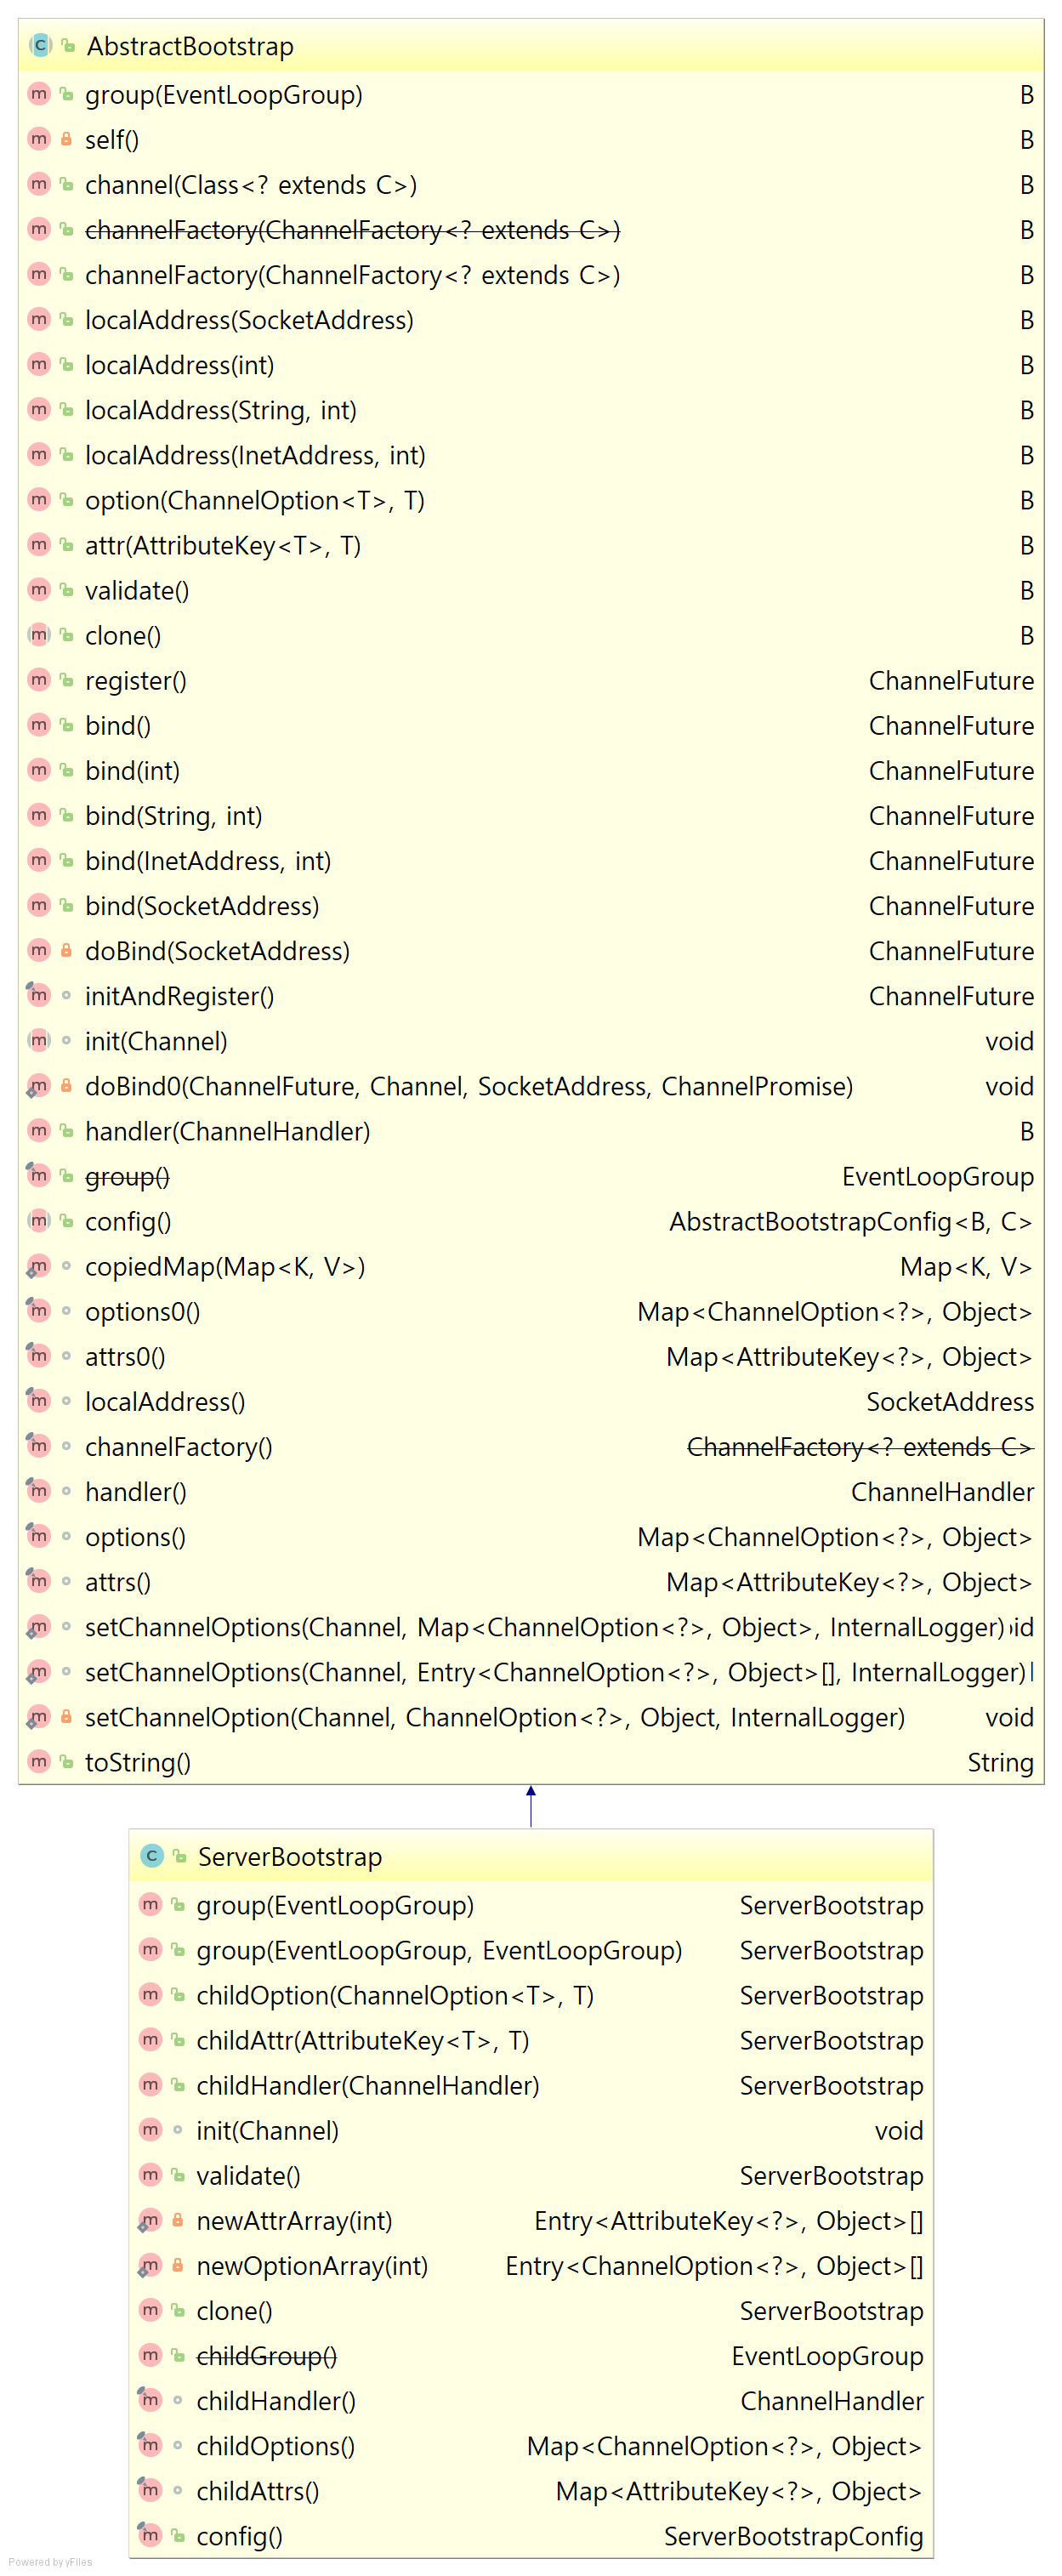 AbstractBootstrap
group(EventLoopGroup) B
self() B
channel(Class<? extends C>) B
channelFactory(ChannelFactory<? extends C>) B
channelFactory(ChannelFactory<? extends C>) B
localAddress(SocketAddress) B
localAddress(int) B
localAddress(String, int) B
localAddress(InetAddress, int) B
option(ChannelOption<T>, T) B
attr(AttributeKey<T>, T) B
validate() B
clone() B
register() ChannelFuture
bind() ChannelFuture
bind(int) ChannelFuture
bind(String, int) ChannelFuture
bind(InetAddress, int) ChannelFuture
bind(SocketAddress) ChannelFuture
doBind(SocketAddress) ChannelFuture
initAndRegister() ChannelFuture
init(Channel) void
doBind0(ChannelFuture, Channel, SocketAddress, ChannelPromise) void
handler(ChannelHandler) B
group() EventLoopGroup
config() AbstractBootstrapConfig<B, C>
copiedMap(Map<K, V>) Map<K, V>
options0() Map<ChannelOption<?>, Object>
attrs0() Map<AttributeKey<?>, Object>
localAddress() SocketAddress
channelFactory() ChannelFactory<? extends C>
handler() ChannelHandler
options() Map<ChannelOption<?>, Object>
attrs() Map<AttributeKey<?>, Object>
setChannelOptions(Channel, Map<ChannelOption<?>, Object>, InternalLogger) id
setChannelOptions(Channel, Entry<ChannelOption<?>, Object>[], InternalLogger)
setChannelOption(Channel, ChannelOption<?>, Object, InternalLogger) void
toString() String
ServerBootstrap
group(EventLoopGroup) ServerBootstrap
group(EventLoopGroup, EventLoopGroup) ServerBootstrap
childOption(ChannelOption<T>, T) ServerBootstrap
childAttr(AttributeKey<T>, T) ServerBootstrap
childHandler(ChannelHandler) ServerBootstrap
init(Channel) void
validate() ServerBootstrap
newAttrArray(int) Entry<AttributeKey<?>, Object>[]
newOptionArray(int) Entry<ChannelOption<?>, Object>[]
clone() ServerBootstrap
childGroup() EventLoopGroup
childHandler() ChannelHandler
childOptions() Map<ChannelOption<?>, Object>
childAttrs() Map<AttributeKey<?>, Object>
config() ServerBootstrapConfig
Powered by yFiles